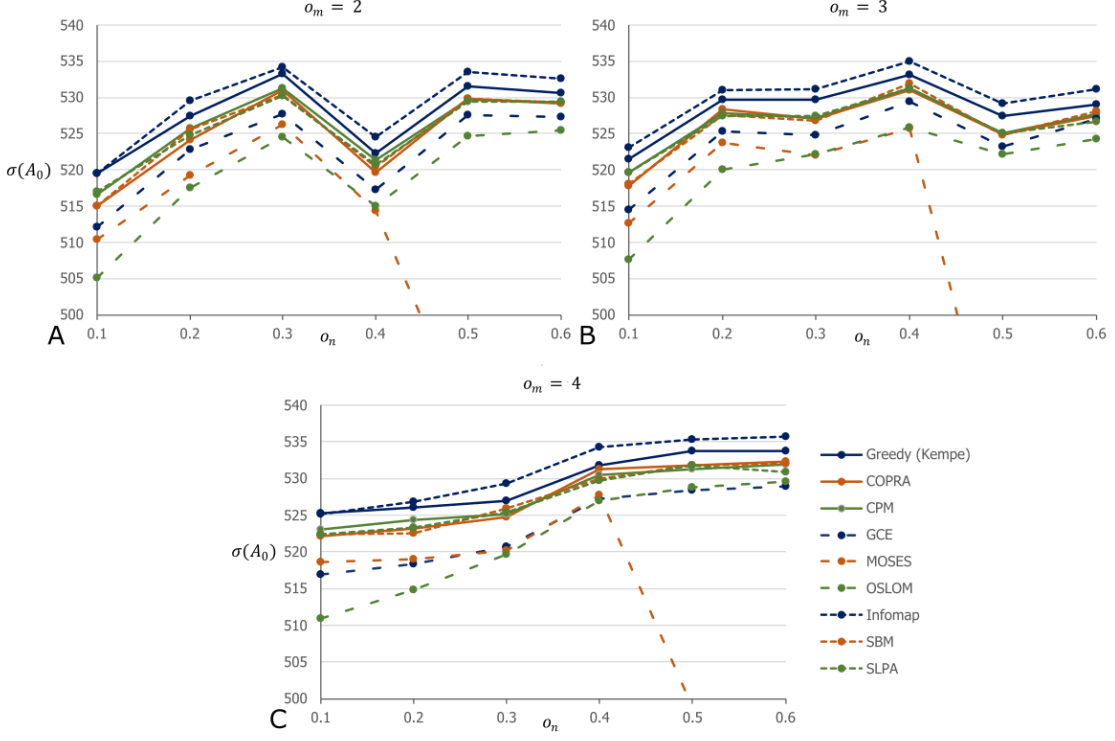 o_m = 2
540
535
530
525
520
515
510
505
500
σ(A₀)
0.1 0.2 0.3 0.4 0.5 0.6
A
o_n
o_m = 3
540
535
530
525
520
515
510
505
500
0.1 0.2 0.3 0.4 0.5 0.6
B
o_n
o_m = 4
540
535
530
525
520
515
510
505
500
σ(A₀)
0.1 0.2 0.3 0.4 0.5 0.6
C
o_n
Greedy (Kempe)
COPRA
CPM
GCE
MOSES
OSLOM
Infomap
SBM
SLPA